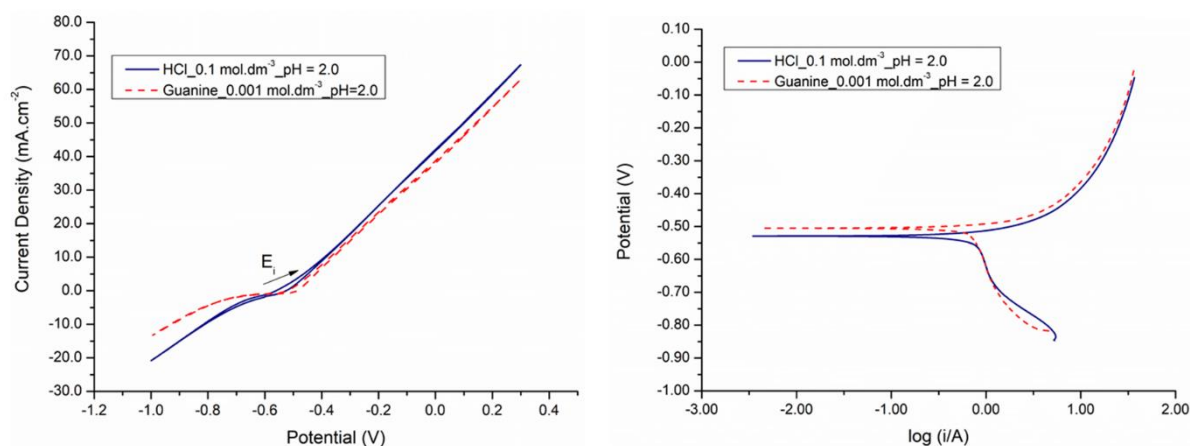 80.0
70.0
60.0
50.0
40.0
30.0
20.0
10.0
0.0
-10.0
-20.0
-30.0
Current Density (mA.cm-2)
HCl_0.1 mol.dm-3_pH = 2.0
Guanine_0.001 mol.dm-3_pH=2.0
Ei
-1.2 -1.0 -0.8 -0.6 -0.4 -0.2 0.0 0.2 0.4
Potential (V)
0.10
0.00
-0.10
-0.20
-0.30
-0.40
-0.50
-0.60
-0.70
-0.80
-0.90
-1.00
Potential (V)
HCl_0.1 mol.dm-3_pH = 2.0
Guanine_0.001 mol.dm-3_pH = 2.0
-3.00 -2.00 -1.00 0.00 1.00 2.00
log (i/A)